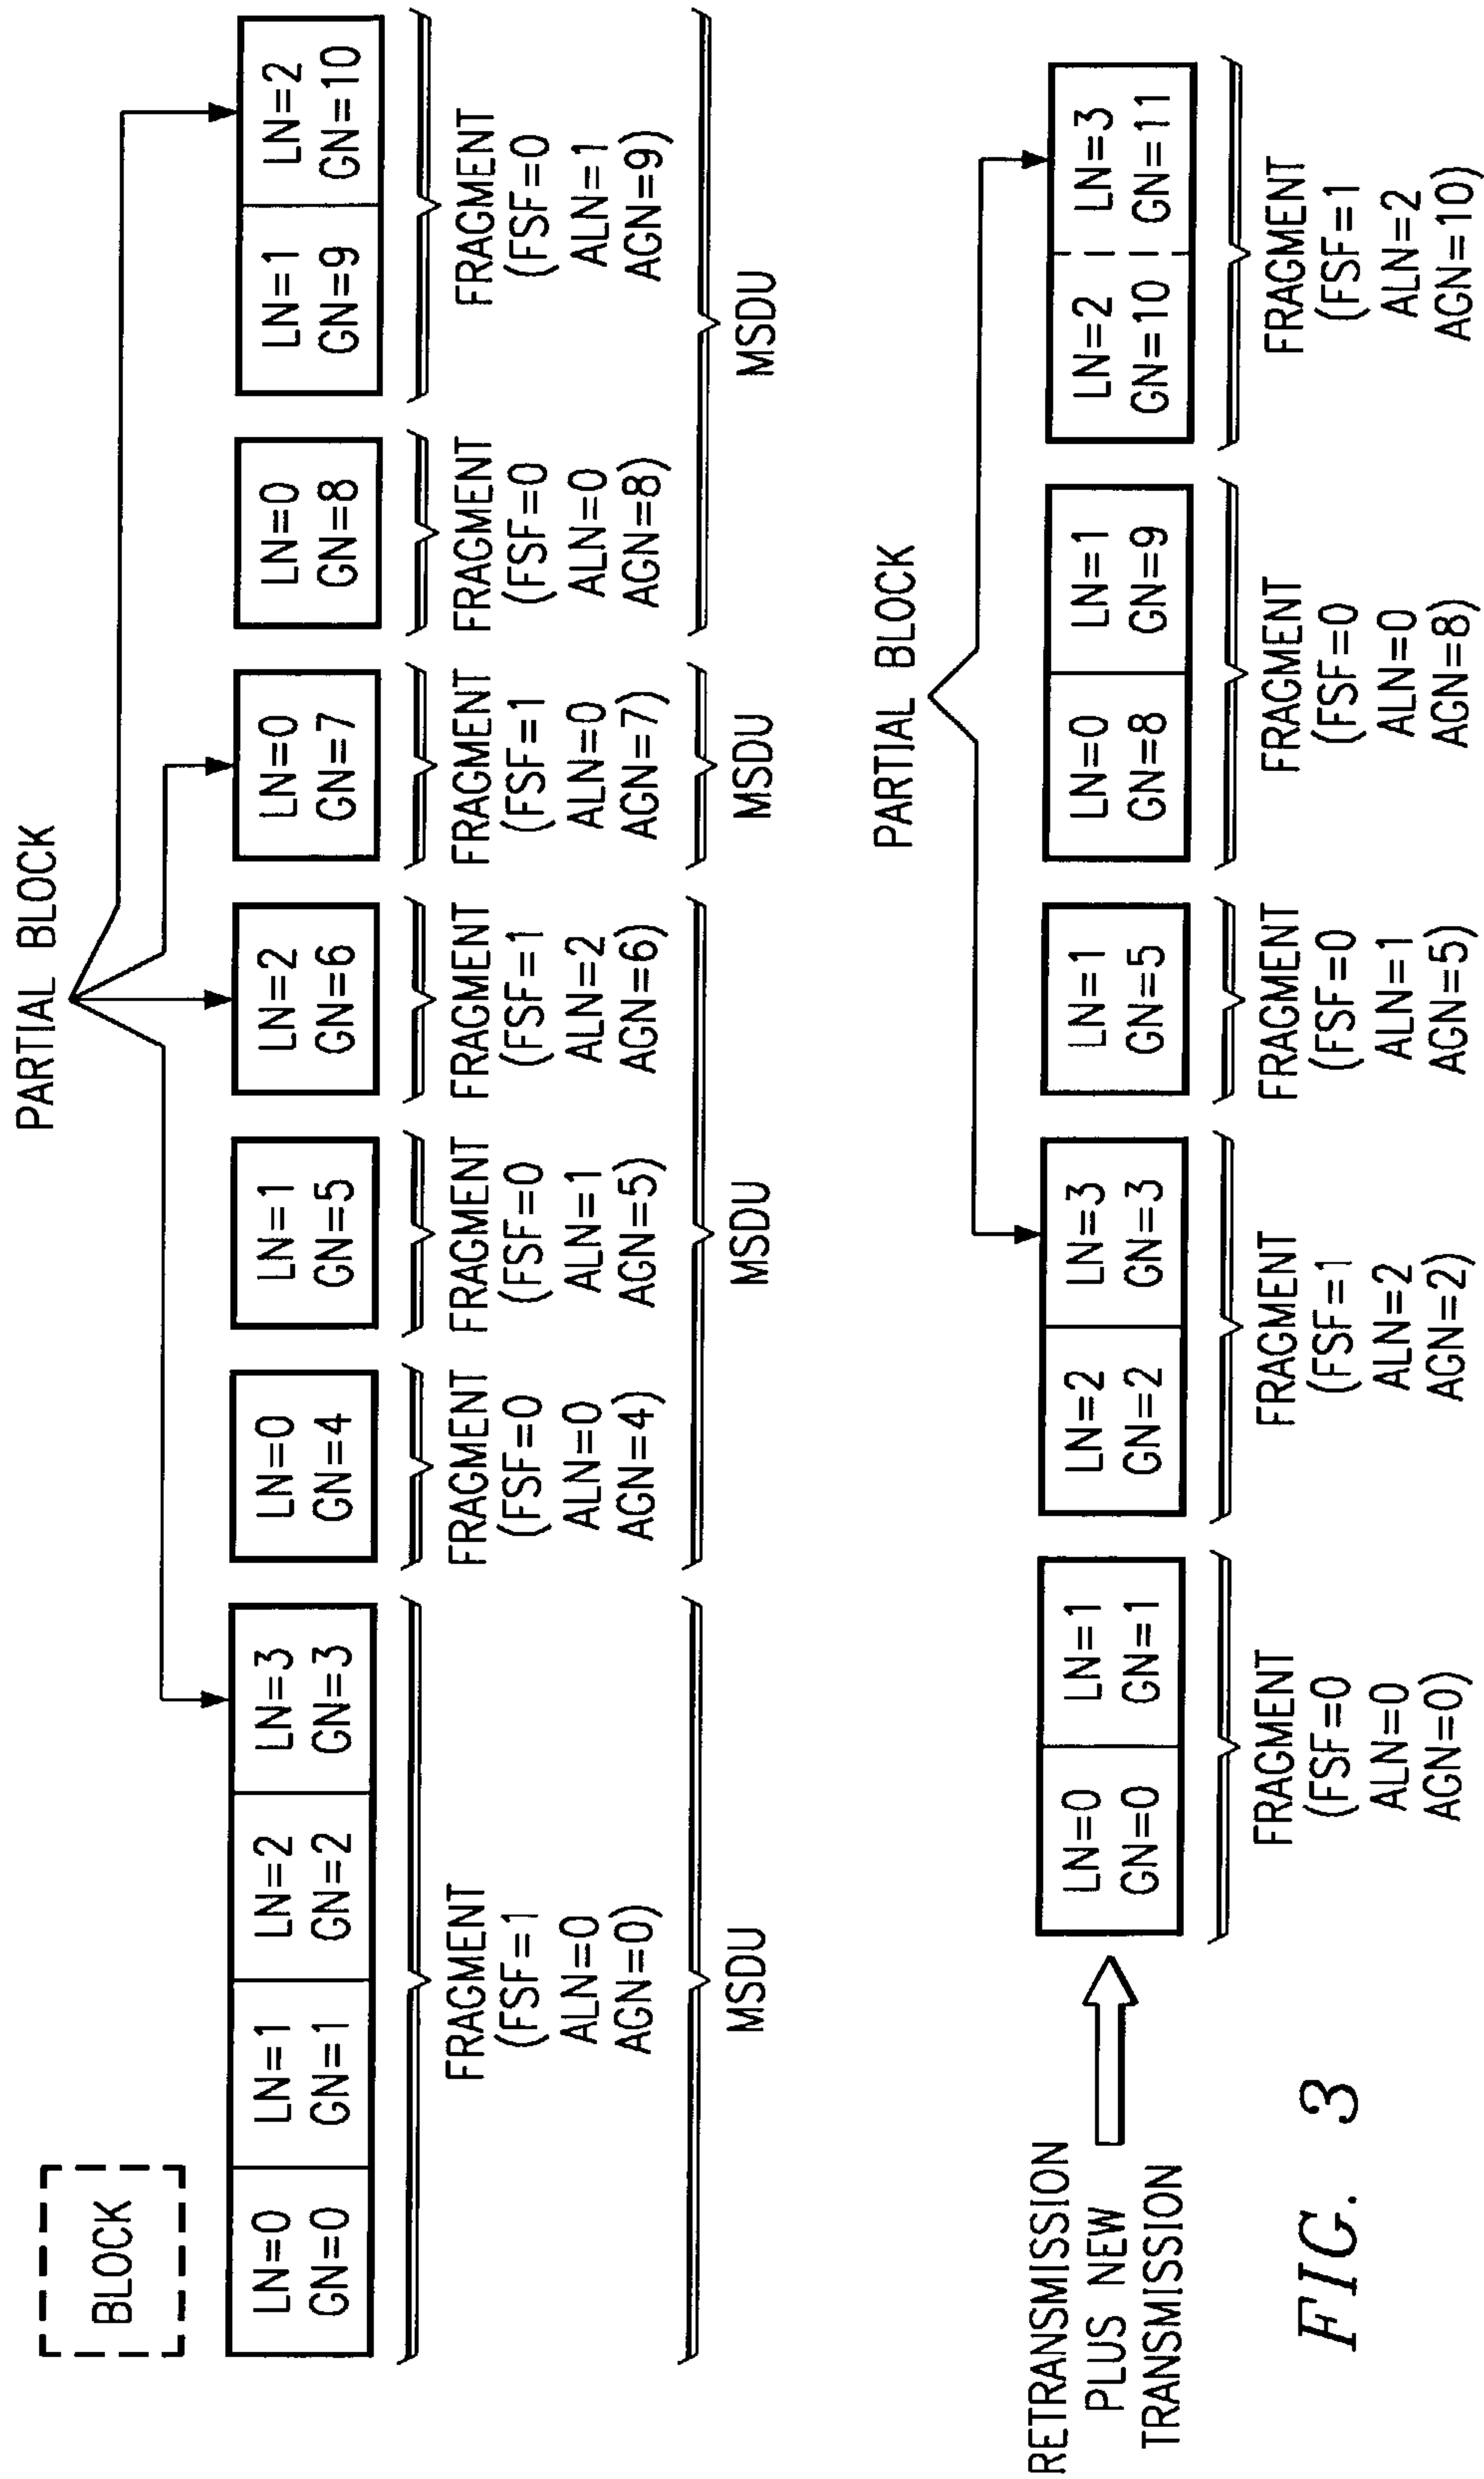 PARTIAL BLOCK
BLOCK
LN=0 LN=1 LN=2 LN=3 LN=0 LN=1 LN=2 LN=0 LN=0 LN=1 LN=2
GN=0 GN=1 GN=2 GN=3 GN=4 GN=5 GN=6 GN=7 GN=8 GN=9 GN=10
FRAGMENT FRAGMENT FRAGMENT FRAGMENT FRAGMENT FRAGMENT FRAGMENT
(FSF=1 (FSF=0 (FSF=0 (FSF=1 (FSF=1 (FSF=0 (FSF=0
ALN=0 ALN=0 ALN=1 ALN=2 ALN=0 ALN=0 ALN=1
AGN=0) AGN=4) AGN=5) AGN=6) AGN=7) AGN=8) AGN=9)
MSDU MSDU MSDU MSDU
PARTIAL BLOCK
RETRANSMISSION
PLUS NEW
TRANSMISSION
LN=0 LN=1 LN=2 LN=3 LN=1 LN=0 LN=1 LN=2 LN=3
GN=0 GN=1 GN=2 GN=3 GN=5 GN=8 GN=9 GN=10 GN=11
FRAGMENT FRAGMENT FRAGMENT FRAGMENT FRAGMENT
(FSF=0 (FSF=1 (FSF=0 (FSF=0 (FSF=1
ALN=0 ALN=2 ALN=1 ALN=0 ALN=2
AGN=0) AGN=2) AGN=5) AGN=8) AGN=10)
FIG. 3